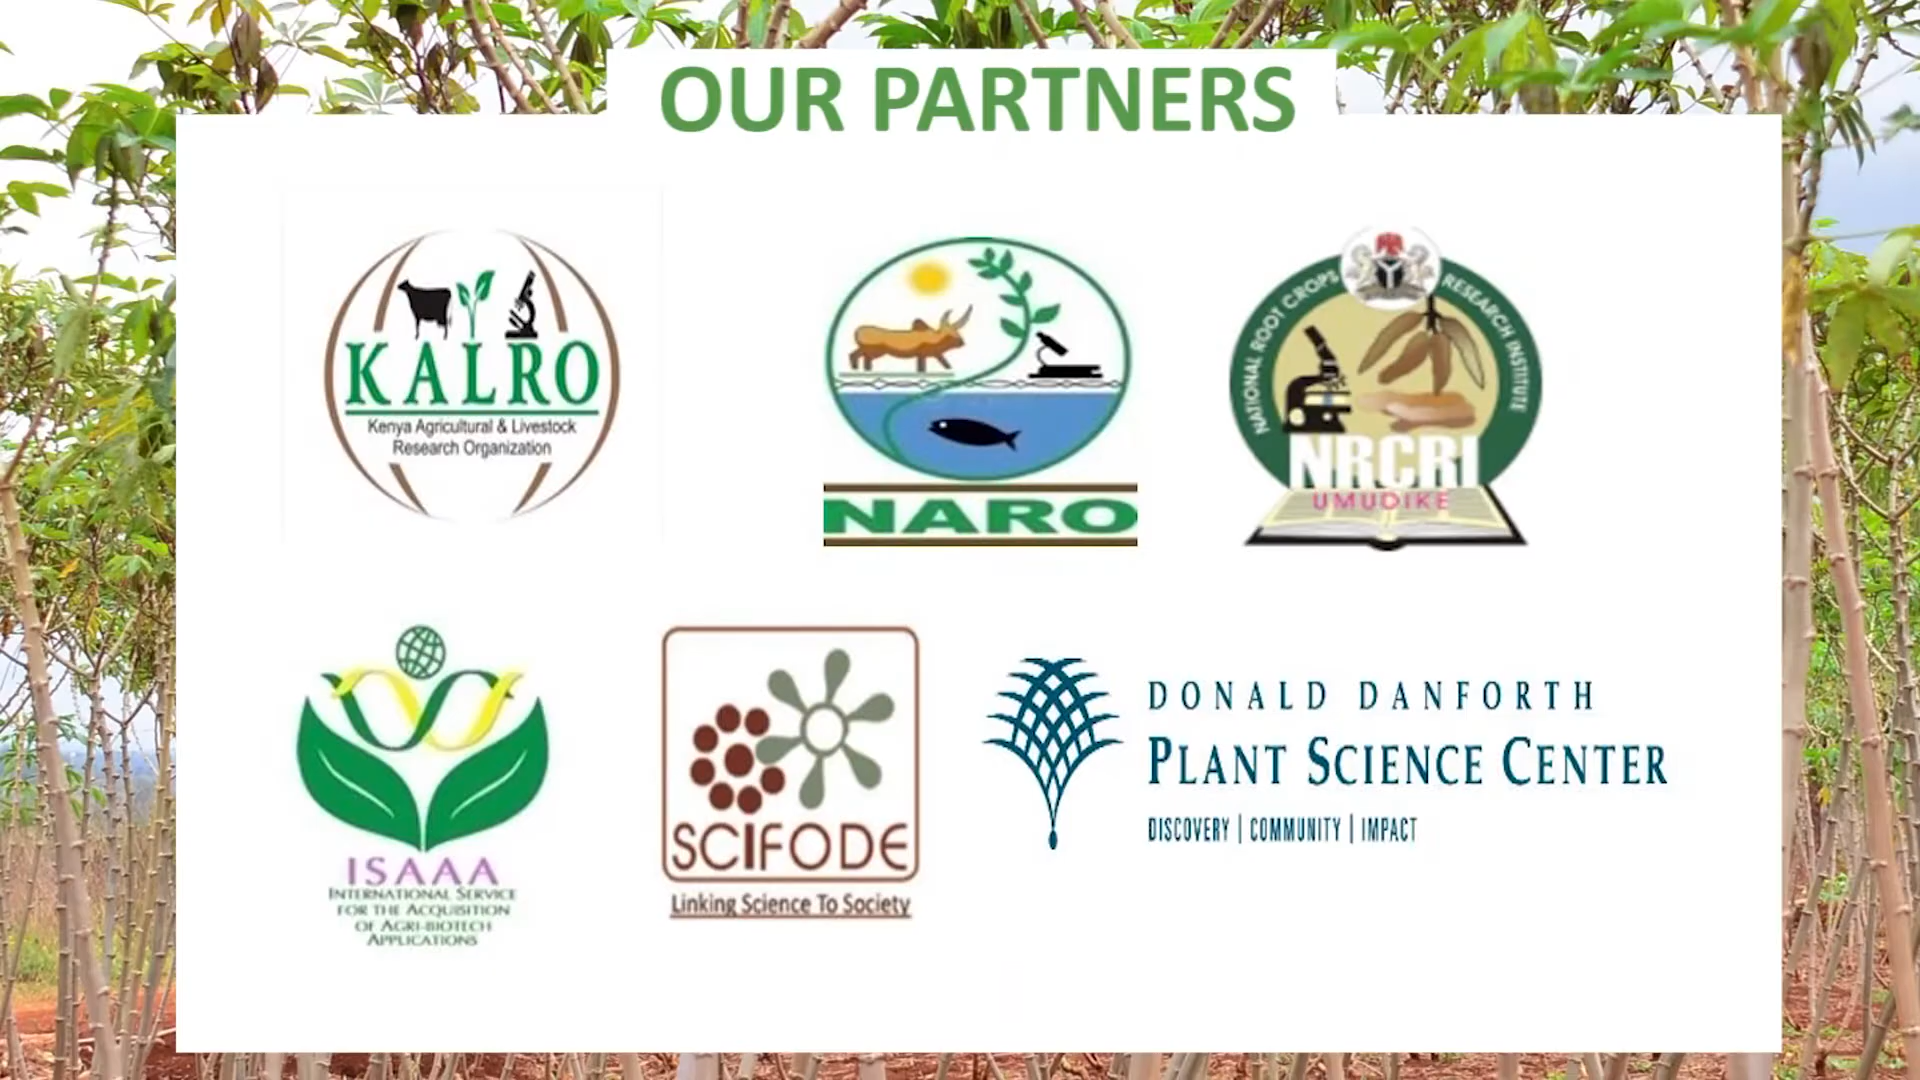 OUR PARTNERS
KALRO
Kenya Agricultural & Livestock
Research Organization
NARO
NATIONAL ROOT CROPS RESEARCH INSTITUTE
NRCRI
UMUDIKE
ISAAA
INTERNATIONAL SERVICE
FOR THE ACQUISITION
OF AGRI-BIOTECH
APPLICATIONS
SCIFODE
Linking Science To Society
DONALD DANFORTH
PLANT SCIENCE CENTER
DISCOVERY | COMMUNITY | IMPACT